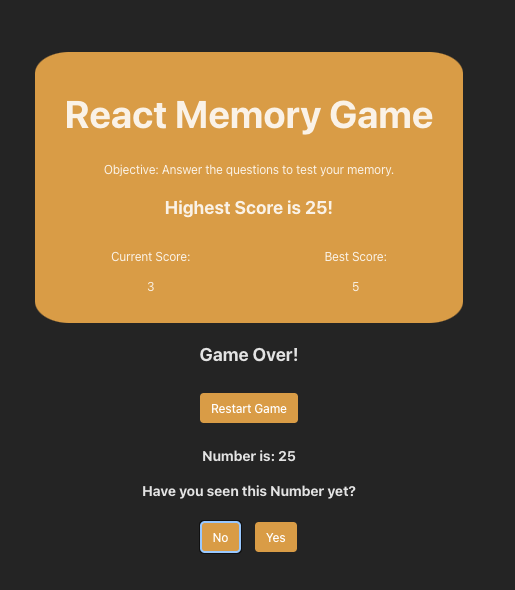 React Memory Game
Objective: Answer the questions to test your memory.
Highest Score is 25!
Current Score: Best Score:
3 5
Game Over!
Restart Game
Number is: 25
Have you seen this Number yet?
No Yes